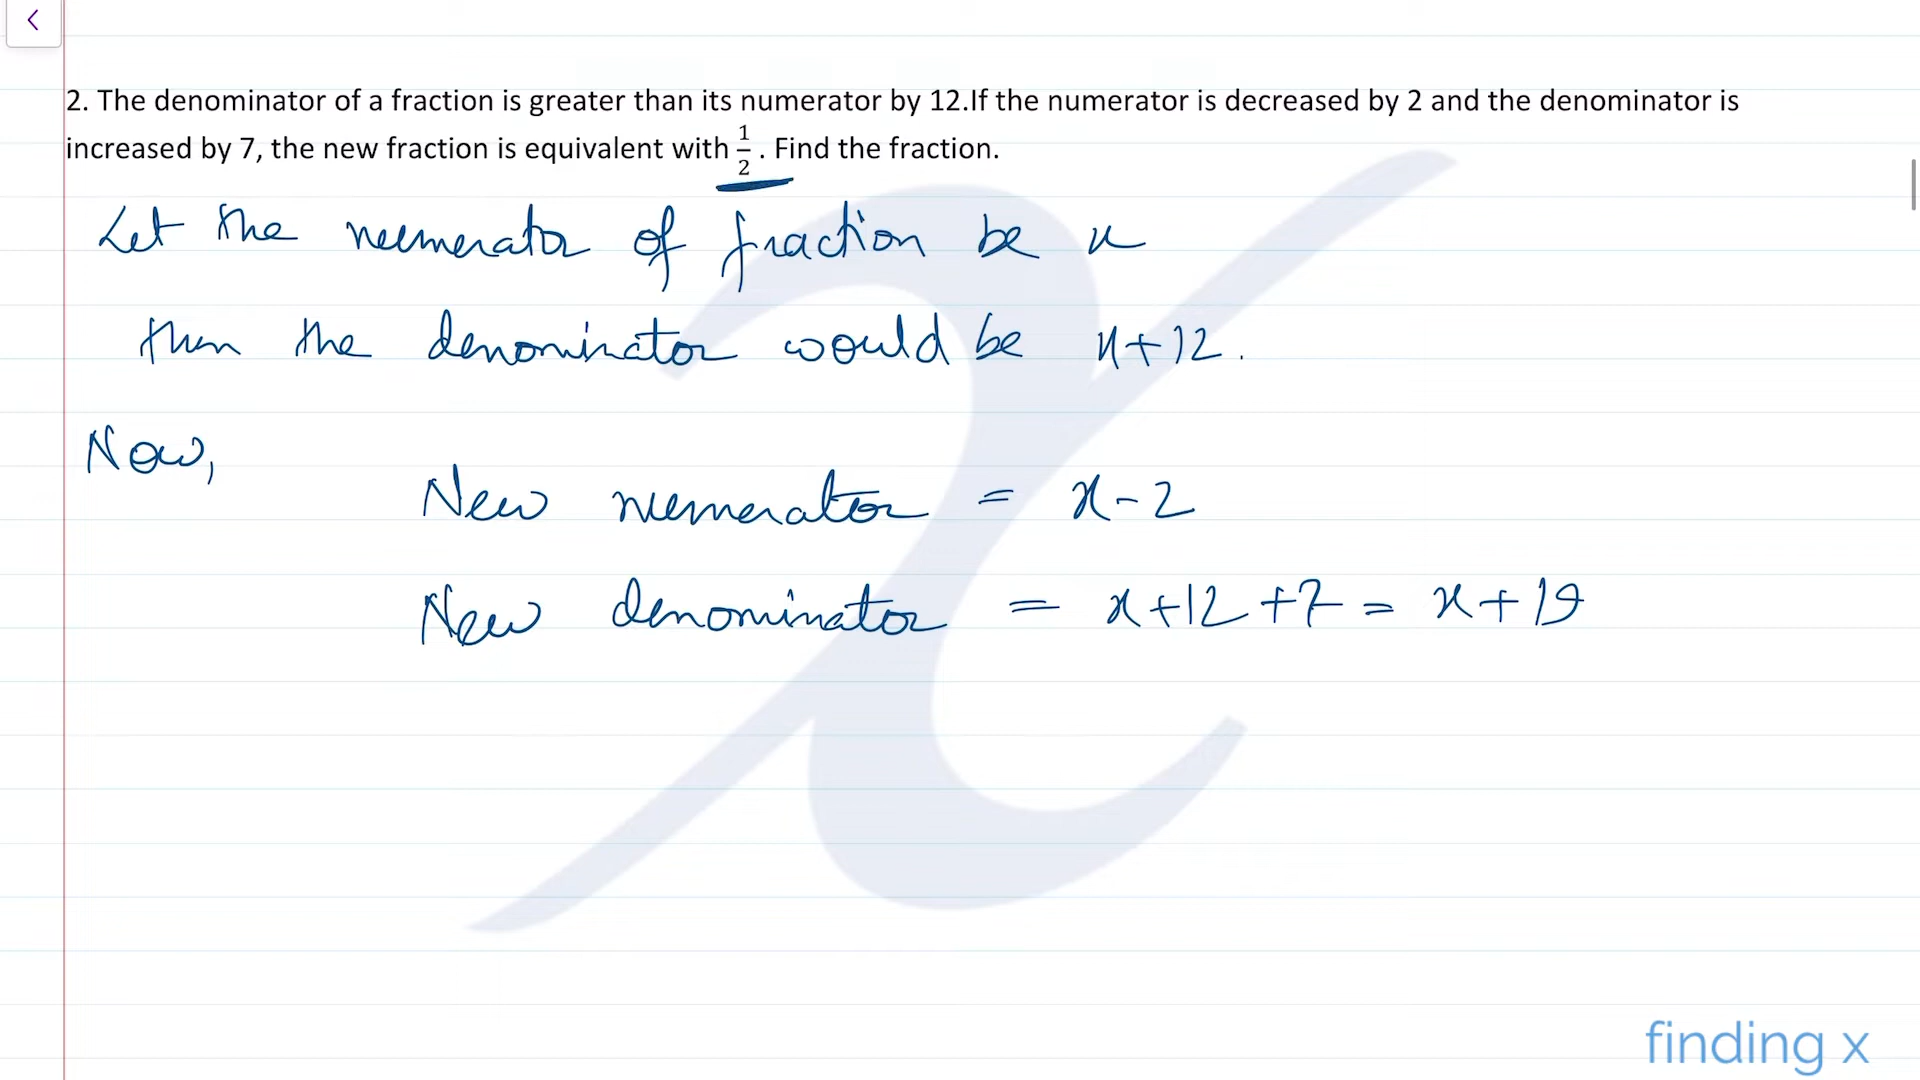 2. The denominator of a fraction is greater than its numerator by 12.If the numerator is decreased by 2 and the denominator is
increased by 7, the new fraction is equivalent with 1/2 . Find the fraction.
Let the numerator of fraction be x
then the denominator would be x+12.
Now,
New numerator = x-2
New denominator = x+12+7 = x+19
finding x